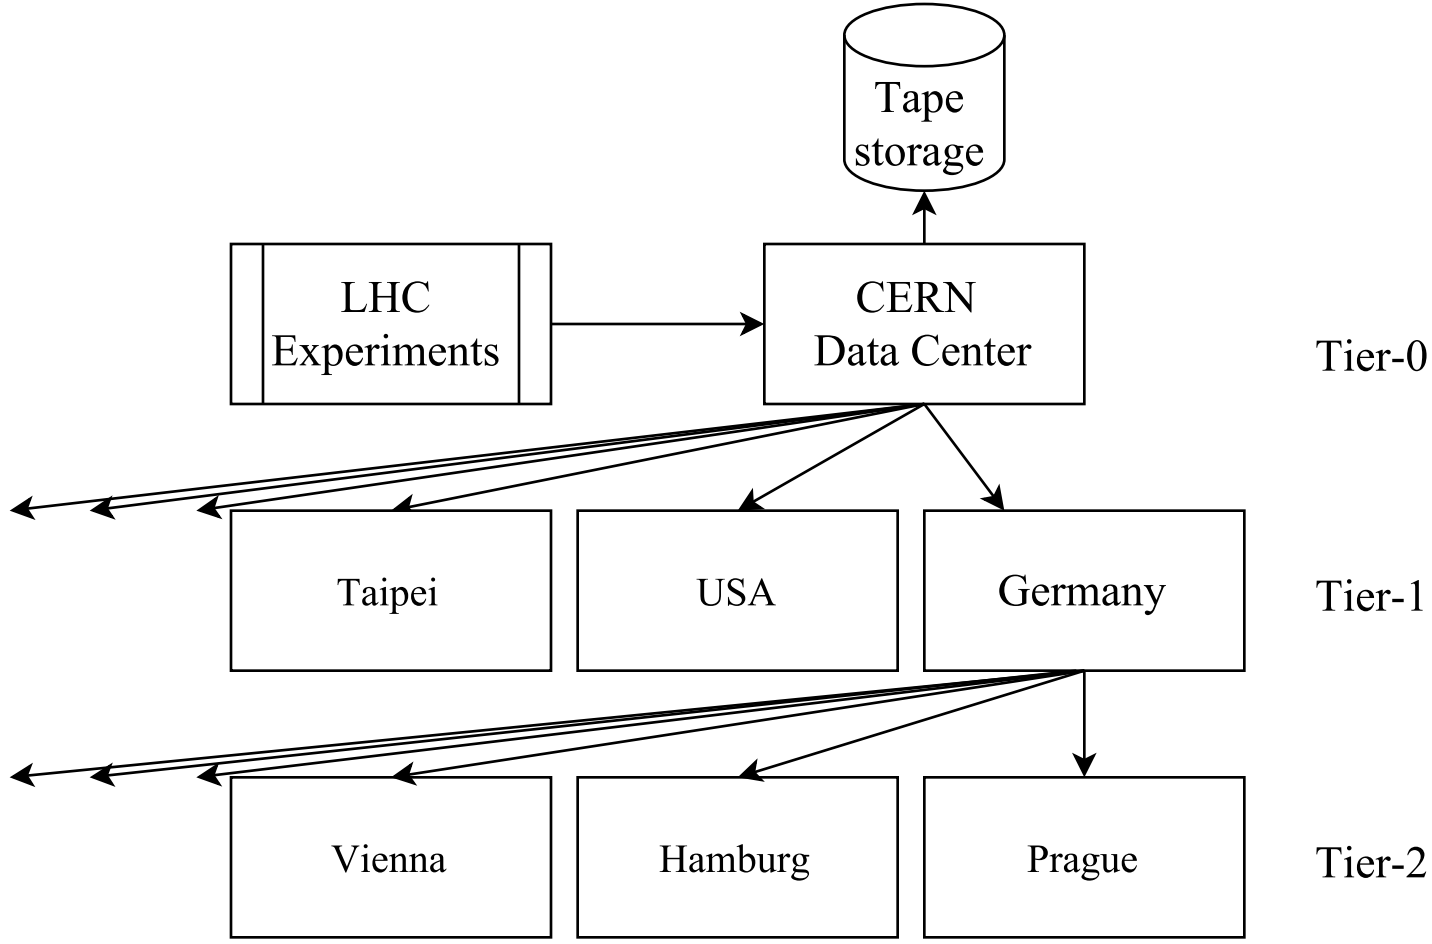 Tape
storage
LHC
Experiments
CERN
Data Center
Tier-0
Taipei
USA
Germany
Tier-1
Vienna
Hamburg
Prague
Tier-2